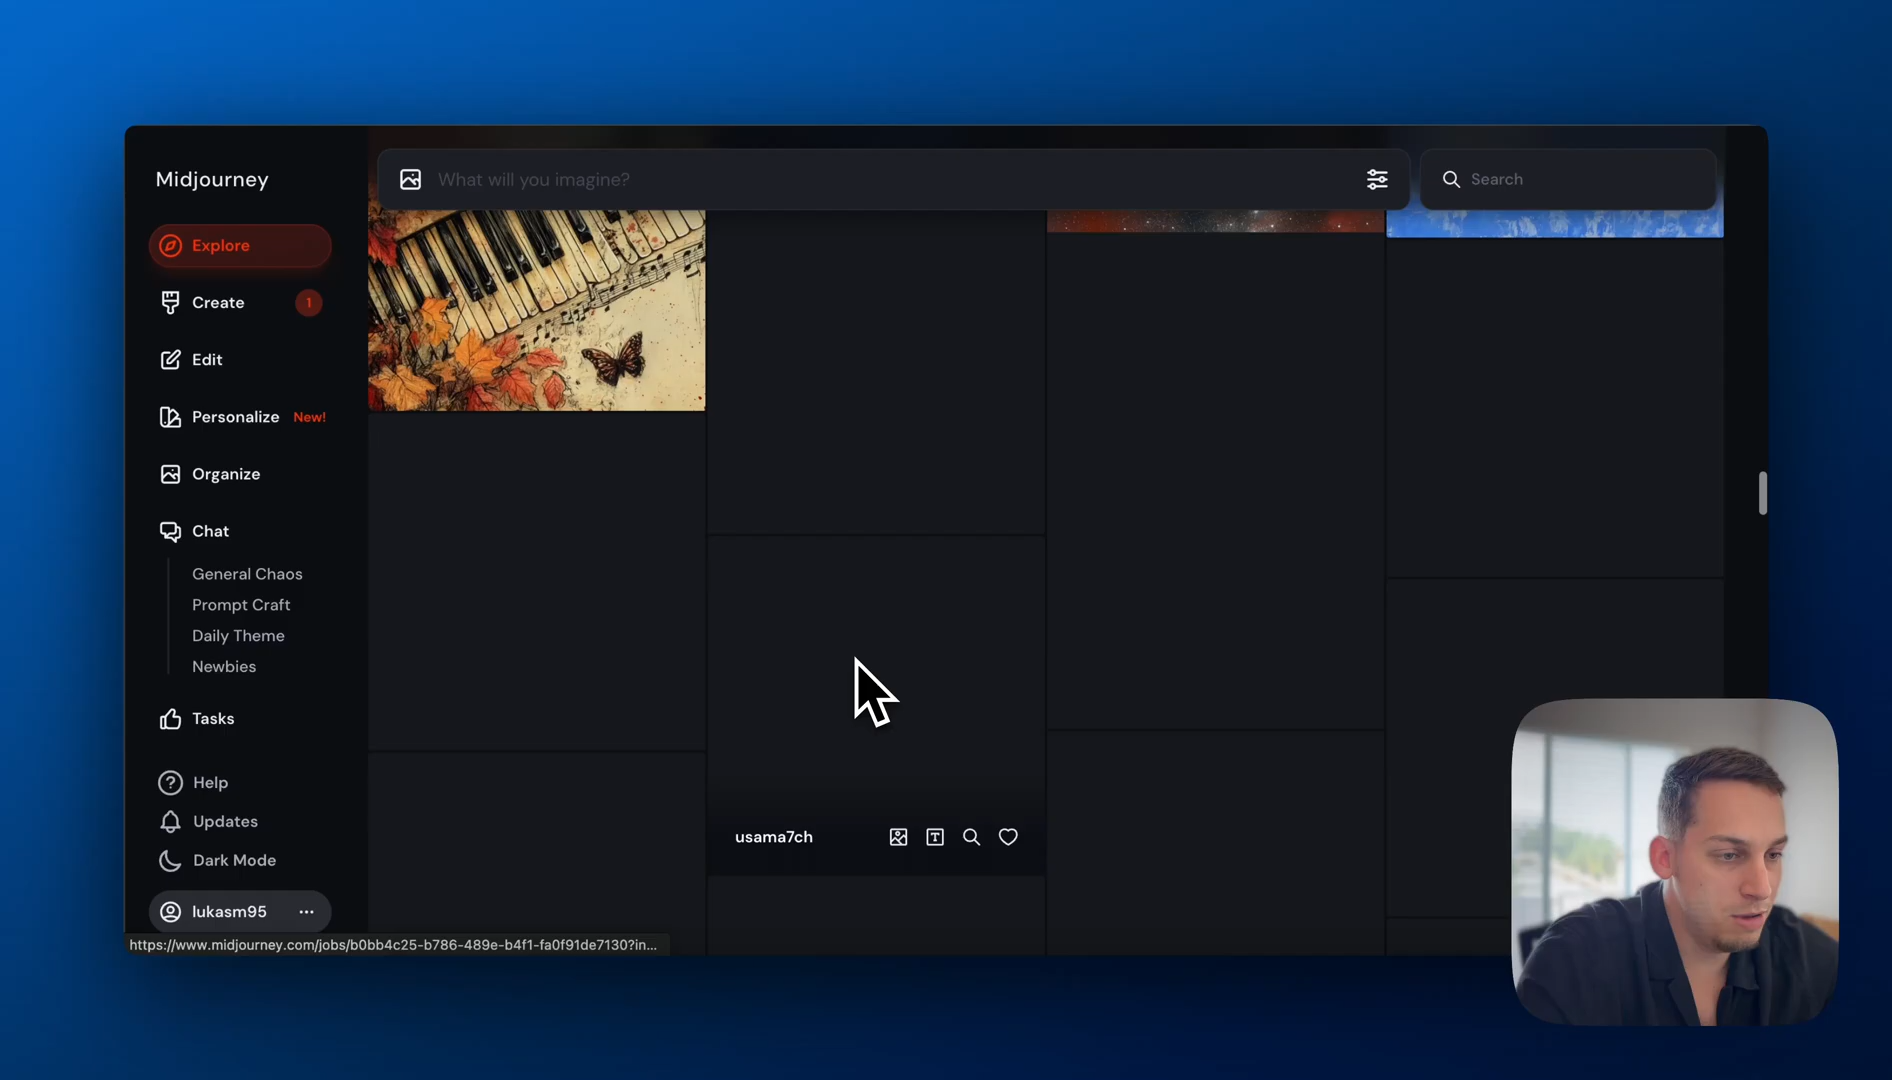 Midjourney
What will you imagine?
Search
Explore
Create 1
Edit
Personalize New!
Organize
Chat
General Chaos
Prompt Craft
Daily Theme
Newbies
Tasks
Help
Updates
Dark Mode
lukasm95 ...
usama7ch
https://www.midjourney.com/jobs/b0bb4c25-b786-489e-b4f1-fa0f91de7130?in...